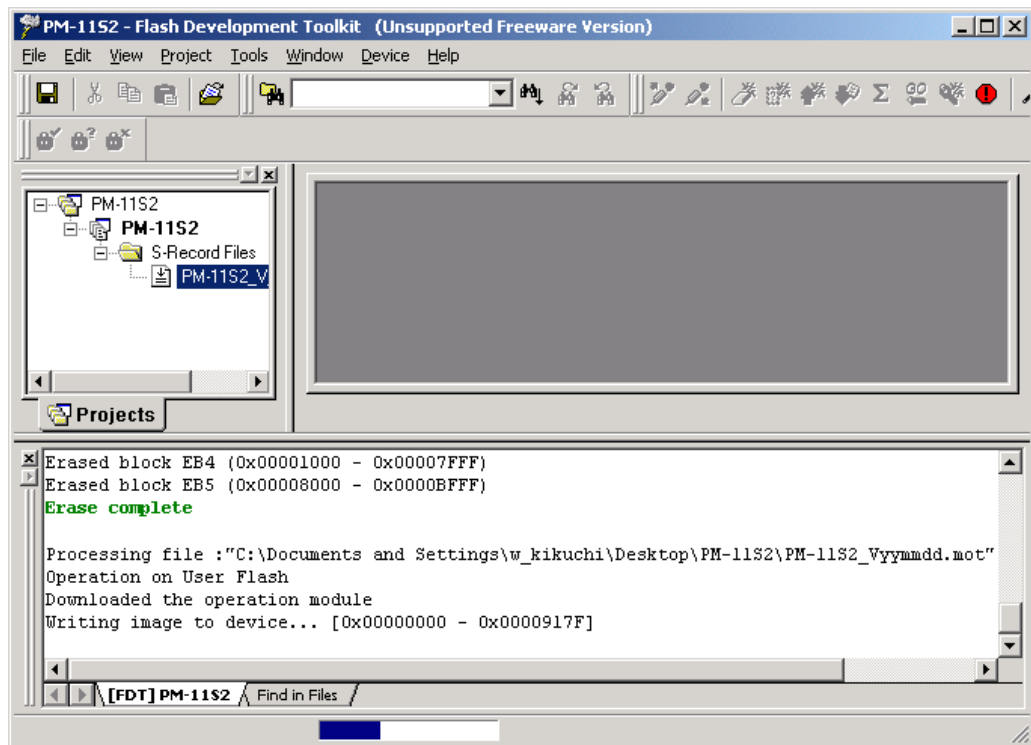 PM-11S2 - Flash Development Toolkit (Unsupported Freeware Version)
File Edit View Project Tools Window Device Help
PM-11S2
PM-11S2
S-Record Files
PM-11S2_V
Projects
Erased block EB4 (0x00001000 - 0x00007FFF)
Erased block EB5 (0x00008000 - 0x0000BFFF)
Erase complete
Processing file :"C:\Documents and Settings\w_kikuchi\Desktop\PM-11S2\PM-11S2_Vyymmdd.mot"
Operation on User Flash
Downloaded the operation module
Writing image to device... [0x00000000 - 0x0000917F]
[FDT] PM-11S2 Find in Files